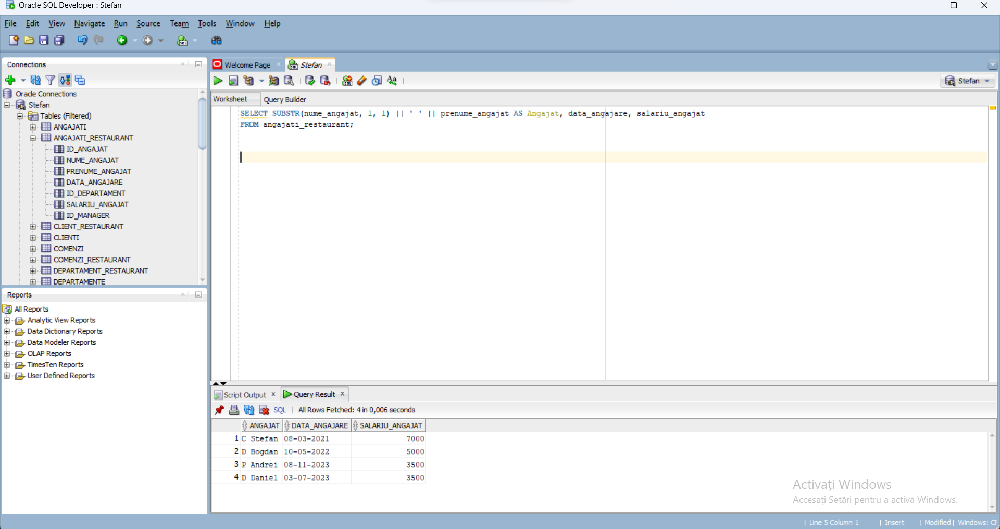 Oracle SQL Developer : Stefan
File Edit View Navigate Run Source Team Tools Window Help
Connections
Oracle Connections
Stefan
Tables (Filtered)
ANGAJATI
ANGAJATI_RESTAURANT
ID_ANGAJAT
NUME_ANGAJAT
PRENUME_ANGAJAT
DATA_ANGAJARE
ID_DEPARTAMENT
SALARIU_ANGAJAT
ID_MANAGER
CLIENT_RESTAURANT
CLIENTI
COMENZI
COMENZI_RESTAURANT
DEPARTAMENT_RESTAURANT
DEPARTAMENTE
Reports
All Reports
Analytic View Reports
Data Dictionary Reports
Data Modeler Reports
OLAP Reports
TimesTen Reports
User Defined Reports
Welcome Page Stefan
Stefan
Worksheet Query Builder
SELECT SUBSTR(nume_angajat, 1, 1) || ' ' || prenume_angajat AS Angajat, data_angajare, salariu_angajat
FROM angajati_restaurant;
Script Output Query Result
SQL All Rows Fetched: 4 in 0,006 seconds
ANGAJAT DATA_ANGAJARE SALARIU_ANGAJAT
1 C Stefan 08-03-2021 7000
2 D Bogdan 10-05-2022 5000
3 P Andrei 08-11-2023 3500
4 D Daniel 03-07-2023 3500
Activați Windows
Accesați Setări pentru a activa Windows.
Line 5 Column 1 Insert Modified Windows: C